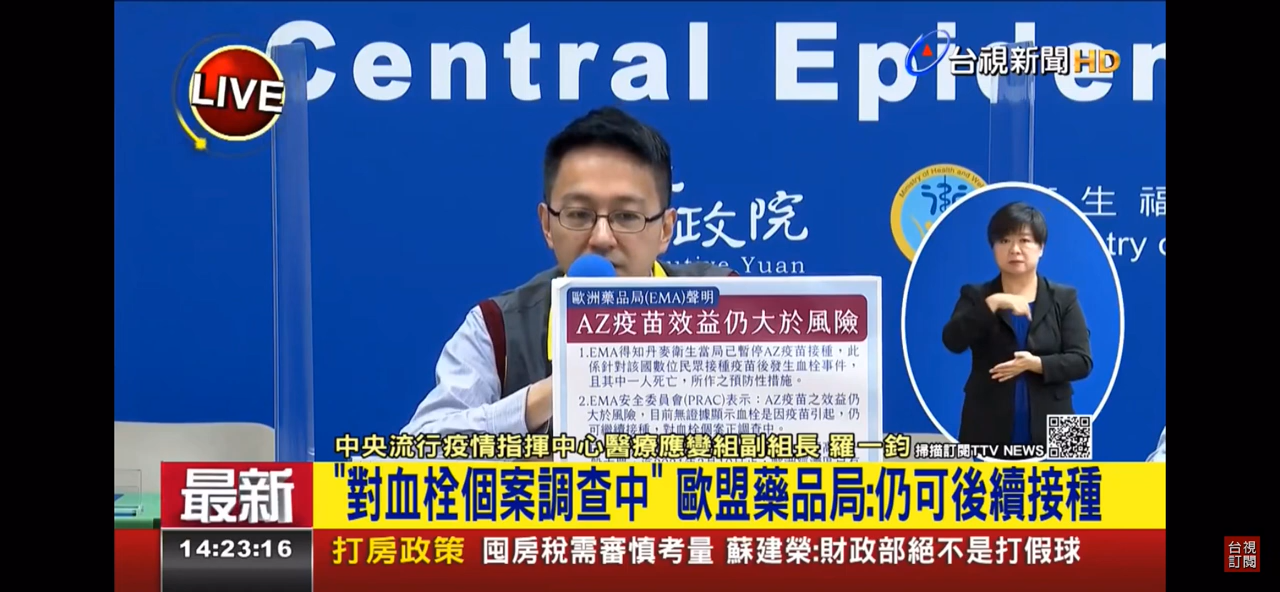 Central Epiden
LIVE
台視新聞HD
Ministry of Health and We
政院
utive Yuan
生福
try o
歐洲藥品局(EMA)聲明
AZ疫苗效益仍大於風險
1.EMA得知丹麥衛生當局已暫停AZ疫苗接種，此
係針對該國數位民眾接種疫苗後發生血栓事件，
且其中一人死亡，所作之預防性措施。
2.EMA安全委員會(PRAC)表示：AZ疫苗之效益仍
大於風險，目前無證據顯示血栓是因疫苗引起，仍
可繼續接種，對血栓個案正調查中。
中央流行疫情指揮中心醫療應變組副組長 羅一鈞
掃描訂閱TTV NEWS
最新
"對血栓個案調查中" 歐盟藥品局:仍可後續接種
14:23:16
打房政策 囤房稅需審慎考量 蘇建榮:財政部絕不是打假球
台視
訂閱